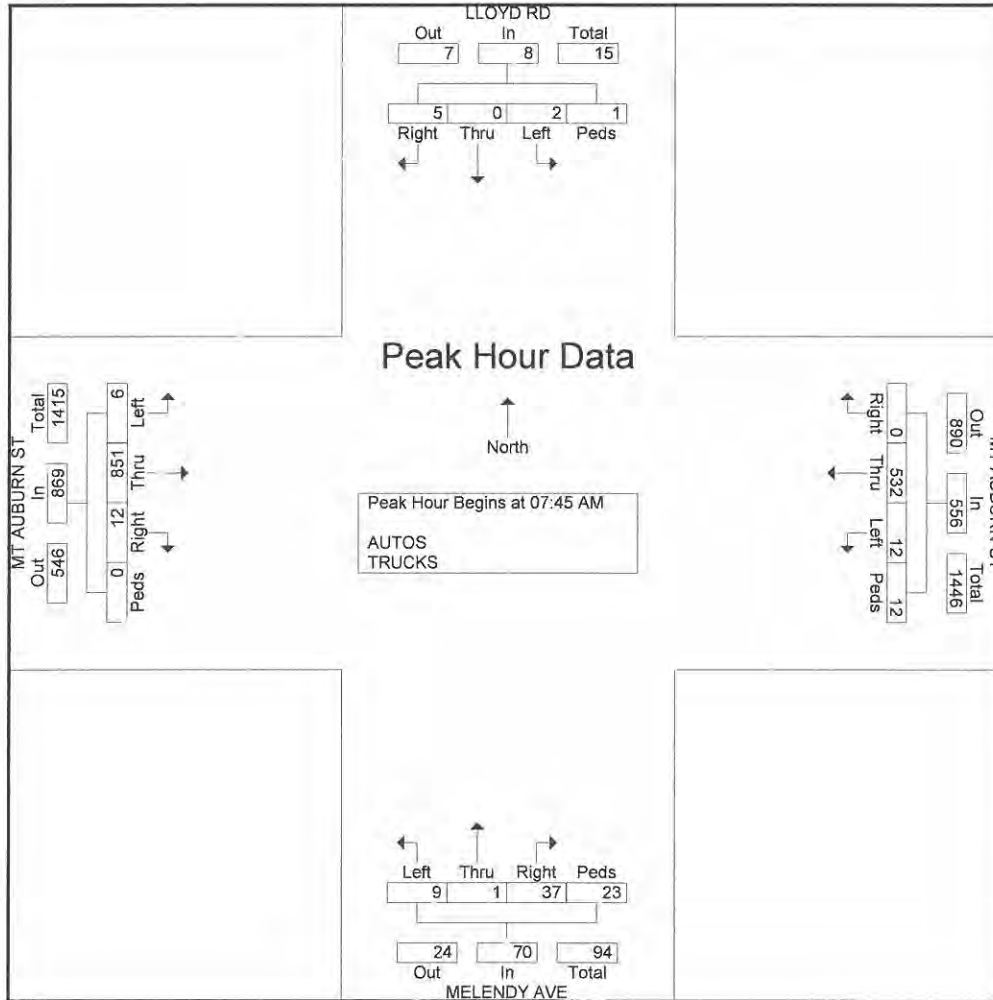 LLOYD RD
Out In Total
7 8 15
5 0 2 1
Right Thru Left Peds
Peak Hour Data
North
Peak Hour Begins at 07:45 AM
AUTOS
TRUCKS
MT AUBURN ST
Out In Total
546 869 1415
0 12 851 6
Peds Right Thru Left
Out In Total
890 556 1446
0 532 12 12
Right Thru Left Peds
Left Thru Right Peds
9 1 37 23
24 70 94
Out In Total
MELENDY AVE